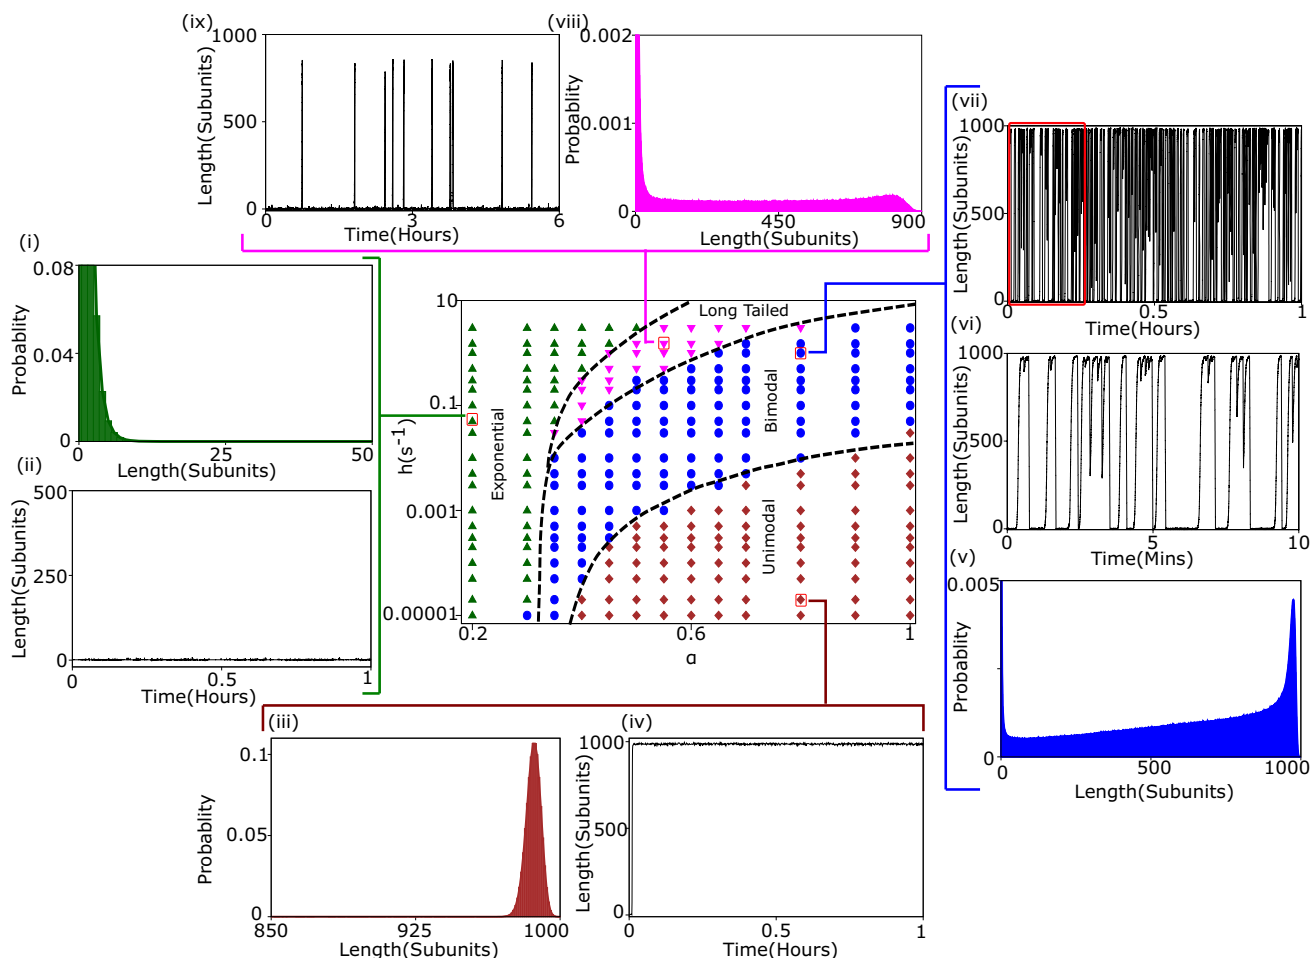 (ix)
1000
500
0
Length(Subunits)
0
3
6
Time(Hours)
(viii)
0.002
0.001
0
Probablity
0
450
900
Length(Subunits)
(vii)
1000
500
0
Length(Subunits)
0
0.5
1
Time(Hours)
(i)
0.08
0.04
0
Probablity
0
25
50
Length(Subunits)
(ii)
500
250
0
Length(Subunits)
0
0.5
1
Time(Hours)
10
0.1
0.001
0.00001
h(s⁻¹)
0.2
0.6
1
α
Long Tailed
Exponential
Bimodal
Unimodal
(vi)
1000
500
0
Length(Subunits)
0
5
10
Time(Mins)
(v)
0.005
0
Probablity
0
500
1000
Length(Subunits)
(iii)
0.1
0.05
0
Probablity
850
925
1000
Length(Subunits)
(iv)
1000
500
0
Length(Subunits)
0
0.5
1
Time(Hours)